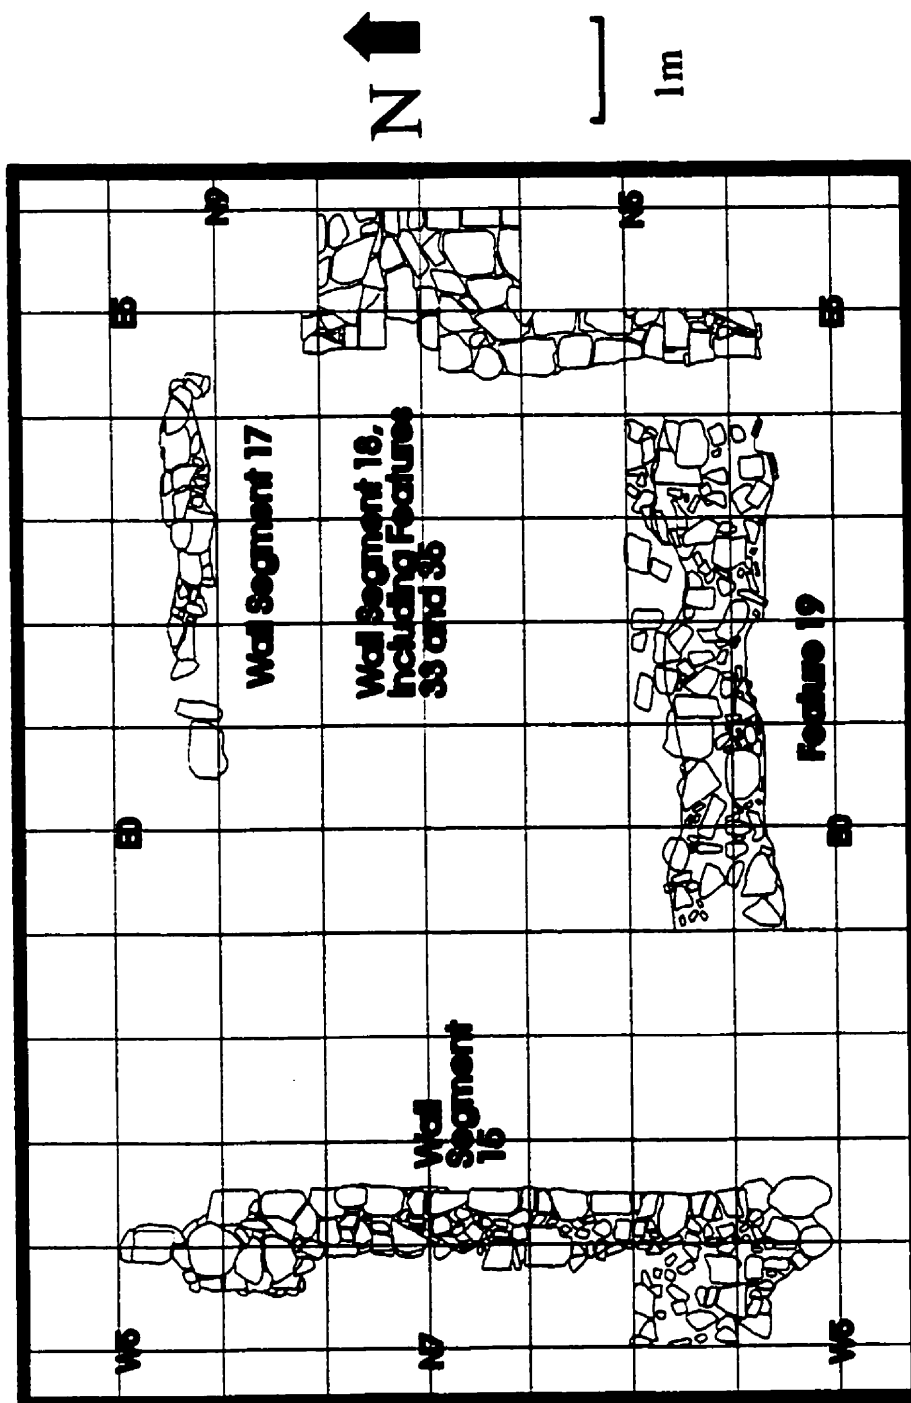 W5
E0
E5
N9
Wall Segment 17
Wall Segment 18,
Including Features
33 and 35
N
N7
Wall
Segment
15
N5
1m
Feature 19
W5
E0
E5